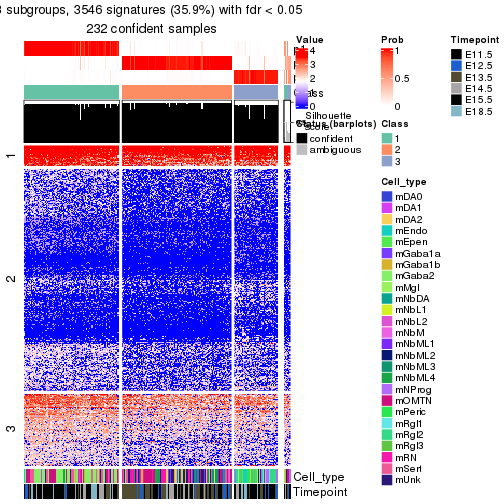 3 subgroups, 3546 signatures (35.9%) with fdr < 0.05
232 confident samples
Value
4
3
2
1
0
Prob
1
0.5
0
Timepoint
E11.5
E12.5
E13.5
E14.5
E15.5
E18.5
Silhouette
score
Status (barplots)
confident
ambiguous
Class
1
2
3
Cell_type
mDA0
mDA1
mDA2
mEndo
mEpen
mGaba1a
mGaba1b
mGaba2
mMgl
mNbDA
mNbL1
mNbL2
mNbM
mNbML1
mNbML2
mNbML3
mNbML4
mNProg
mOMTN
mPeric
mRgl1
mRgl2
mRgl3
mRN
mSert
mUnk
1
2
3
Cell_type
Timepoint